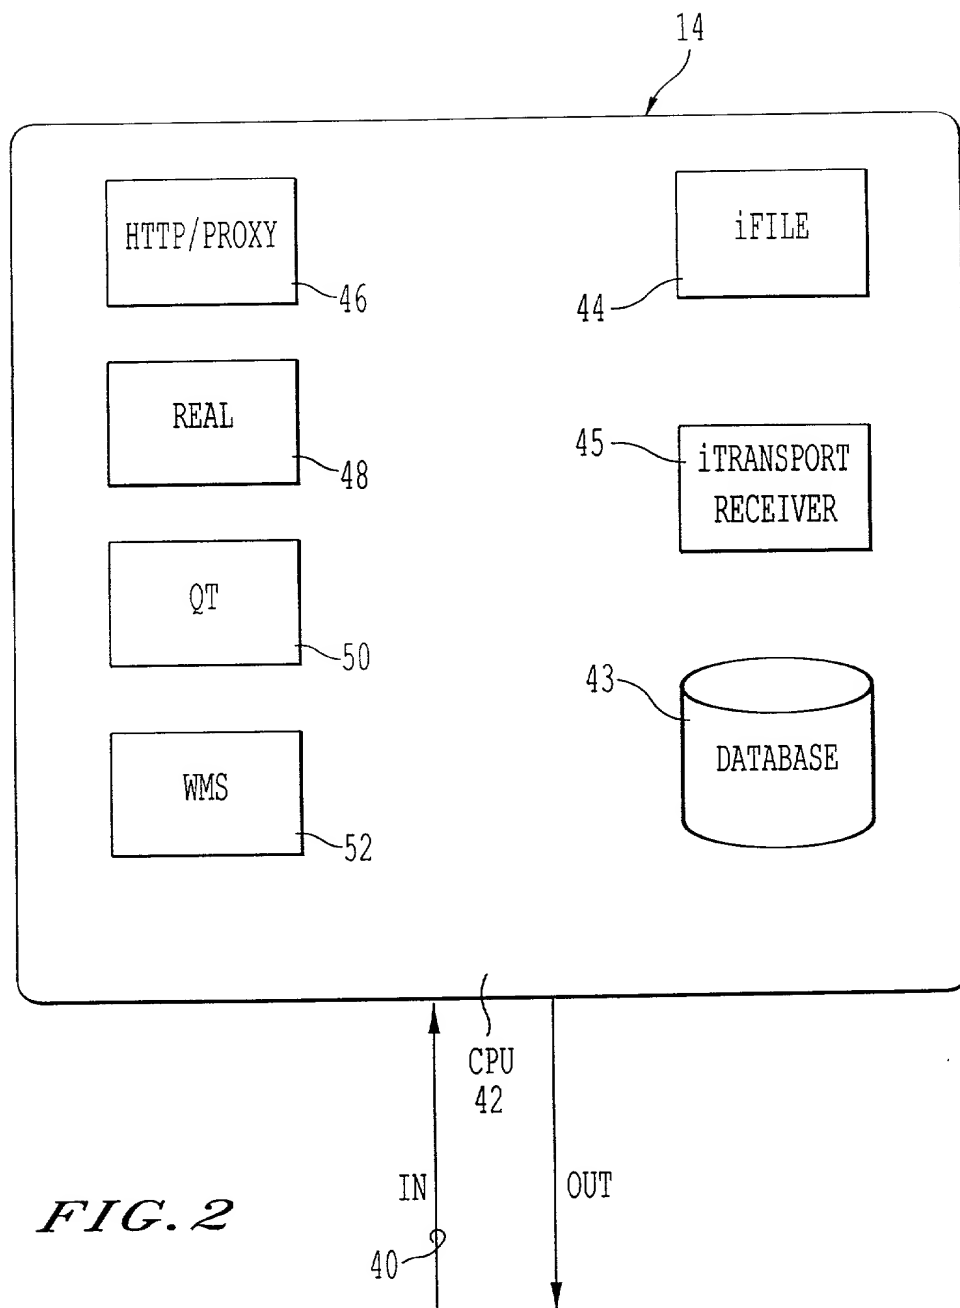 14
HTTP/PROXY
46
iFILE
44
REAL
48
45
iTRANSPORT
RECEIVER
QT
50
43
DATABASE
WMS
52
CPU
42
IN
OUT
40
FIG. 2